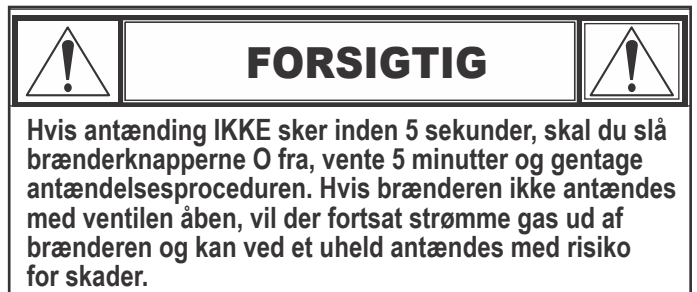 FORSIGTIG
Hvis antænding IKKE sker inden 5 sekunder, skal du slå
brænderknapperne O fra, vente 5 minutter og gentage
antændelsesproceduren. Hvis brænderen ikke antændes
med ventilen åben, vil der fortsat strømme gas ud af
brænderen og kan ved et uheld antændes med risiko
for skader.